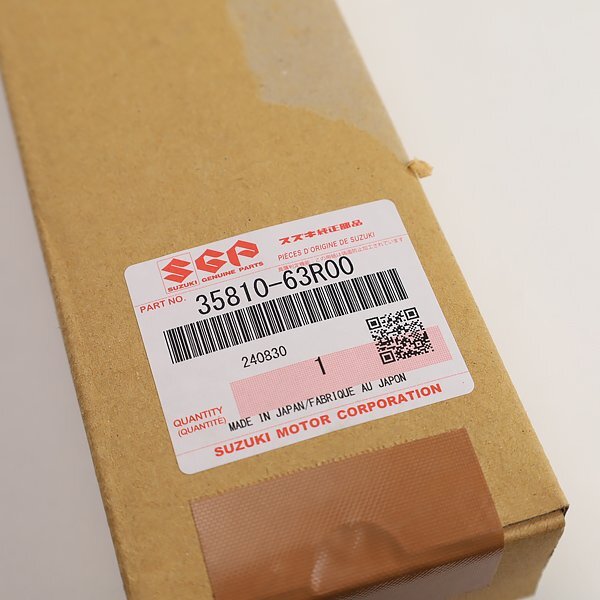 SGP
SUZUKI GENUINE PARTS
スズキ純正部品
PIÈCES D'ORIGINE DE SUZUKI
PART NO. 35810-63R00
240830
1
QUANTITY
(QUANTITÉ)
MADE IN JAPAN/FABRIQUE AU JAPON
SUZUKI MOTOR CORPORATION